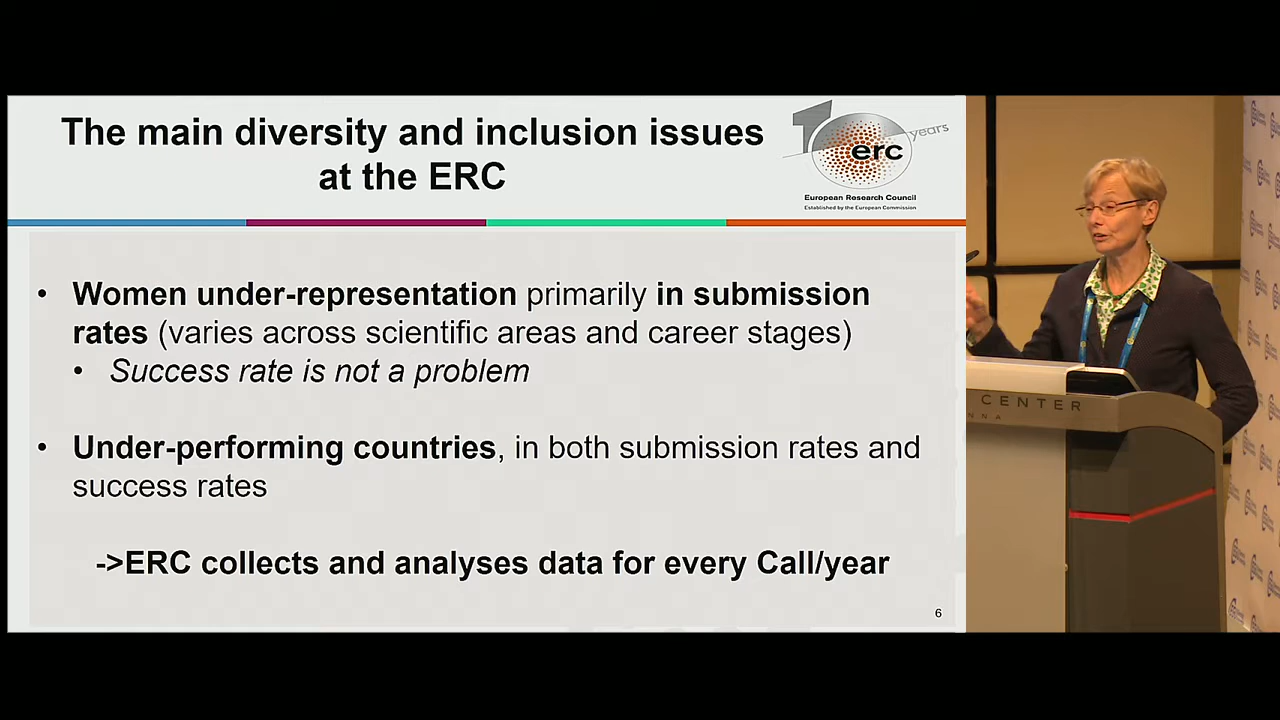 The main diversity and inclusion issues
at the ERC
years
erc
European Research Council
Established by the European Commission
• Women under-representation primarily in submission
rates (varies across scientific areas and career stages)
• Success rate is not a problem
• Under-performing countries, in both submission rates and
success rates
->ERC collects and analyses data for every Call/year
6
CENTER
NNA